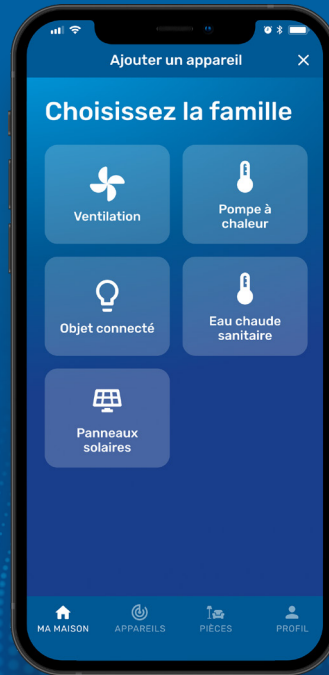 Ajouter un appareil
Choisissez la famille
Ventilation
Pompe à
chaleur
Objet connecté
Eau chaude
sanitaire
Panneaux
solaires
MA MAISON
APPAREILS
PIÈCES
PROFIL